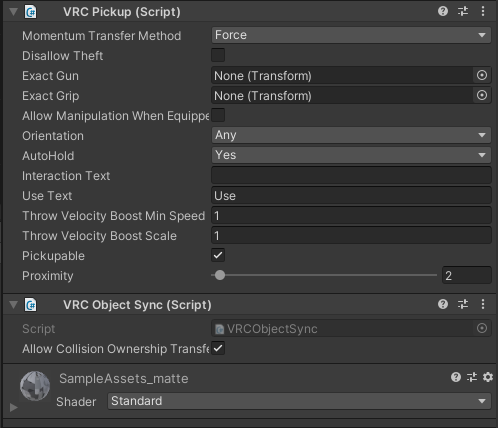 VRC Pickup (Script)
Momentum Transfer Method Force
Disallow Theft
Exact Gun None (Transform)
Exact Grip None (Transform)
Allow Manipulation When Equippe
Orientation Any
AutoHold Yes
Interaction Text
Use Text Use
Throw Velocity Boost Min Speed 1
Throw Velocity Boost Scale 1
Pickupable
Proximity 2
VRC Object Sync (Script)
Script VRCObjectSync
Allow Collision Ownership Transfe
SampleAssets_matte
Shader Standard